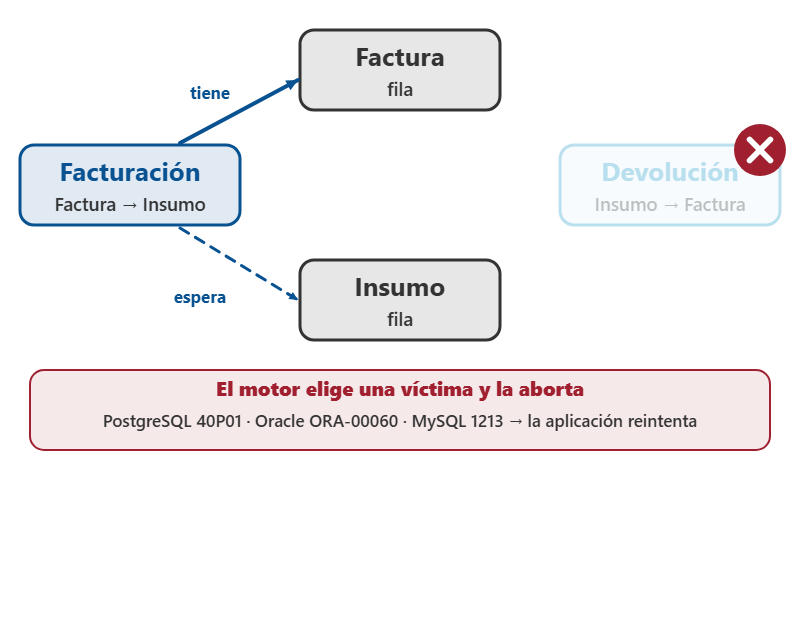 Factura
fila
tiene
Facturación
Factura → Insumo
Devolución
Insumo → Factura
espera
Insumo
fila
El motor elige una víctima y la aborta
PostgreSQL 40P01 · Oracle ORA-00060 · MySQL 1213 → la aplicación reintenta